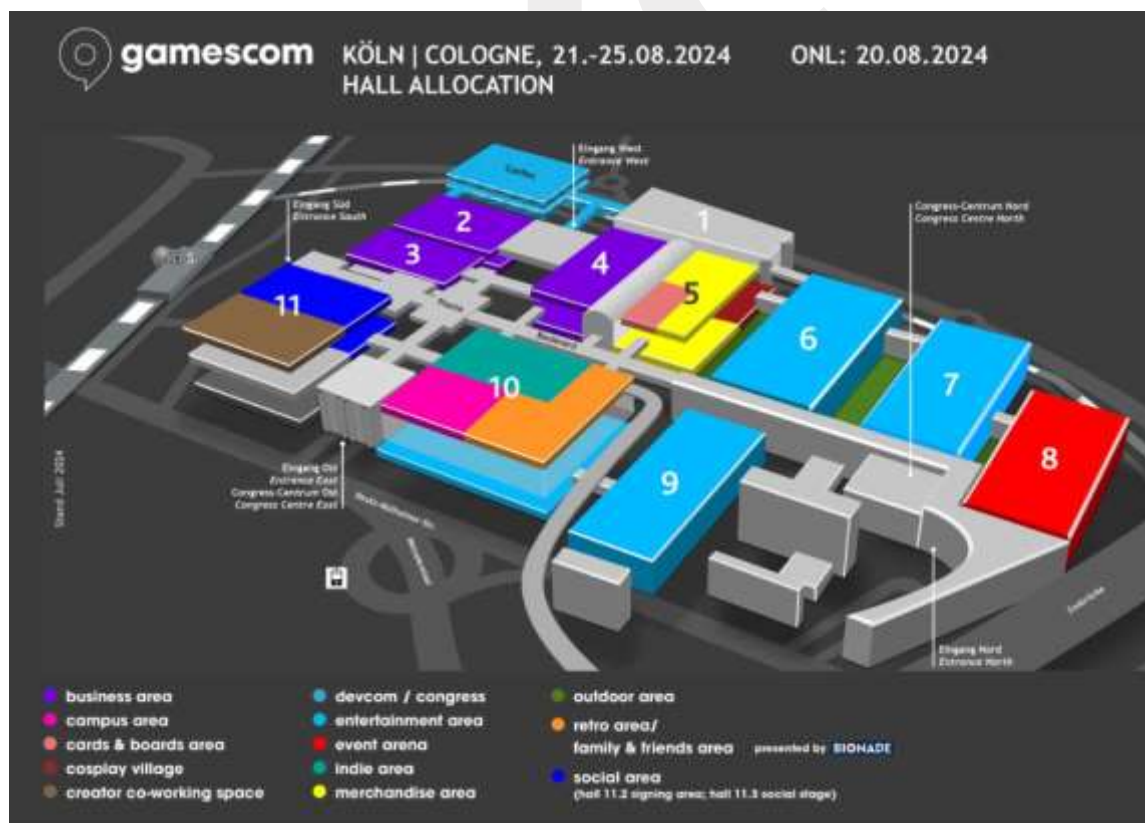 gamescom
KÖLN | COLOGNE, 21.-25.08.2024
ONL: 20.08.2024
HALL ALLOCATION
Eingang West
Entrance West
Eingang Süd
Entrance South
Congress-Centrum Nord
Congress Centre North
1
2
3
4
5
6
7
8
9
10
11
Eingang Ost
Entrance East
Congress-Centrum Ost
Congress Centre East
Stand Juli 2024
Eingang Nord
Entrance North
business area
campus area
cards & boards area
cosplay village
creator co-working space
devcom / congress
entertainment area
event arena
indie area
merchandise area
outdoor area
retro area/
family & friends area presented by BIONADE
social area
(hall 11.2 signing area; hall 11.3 social stage)